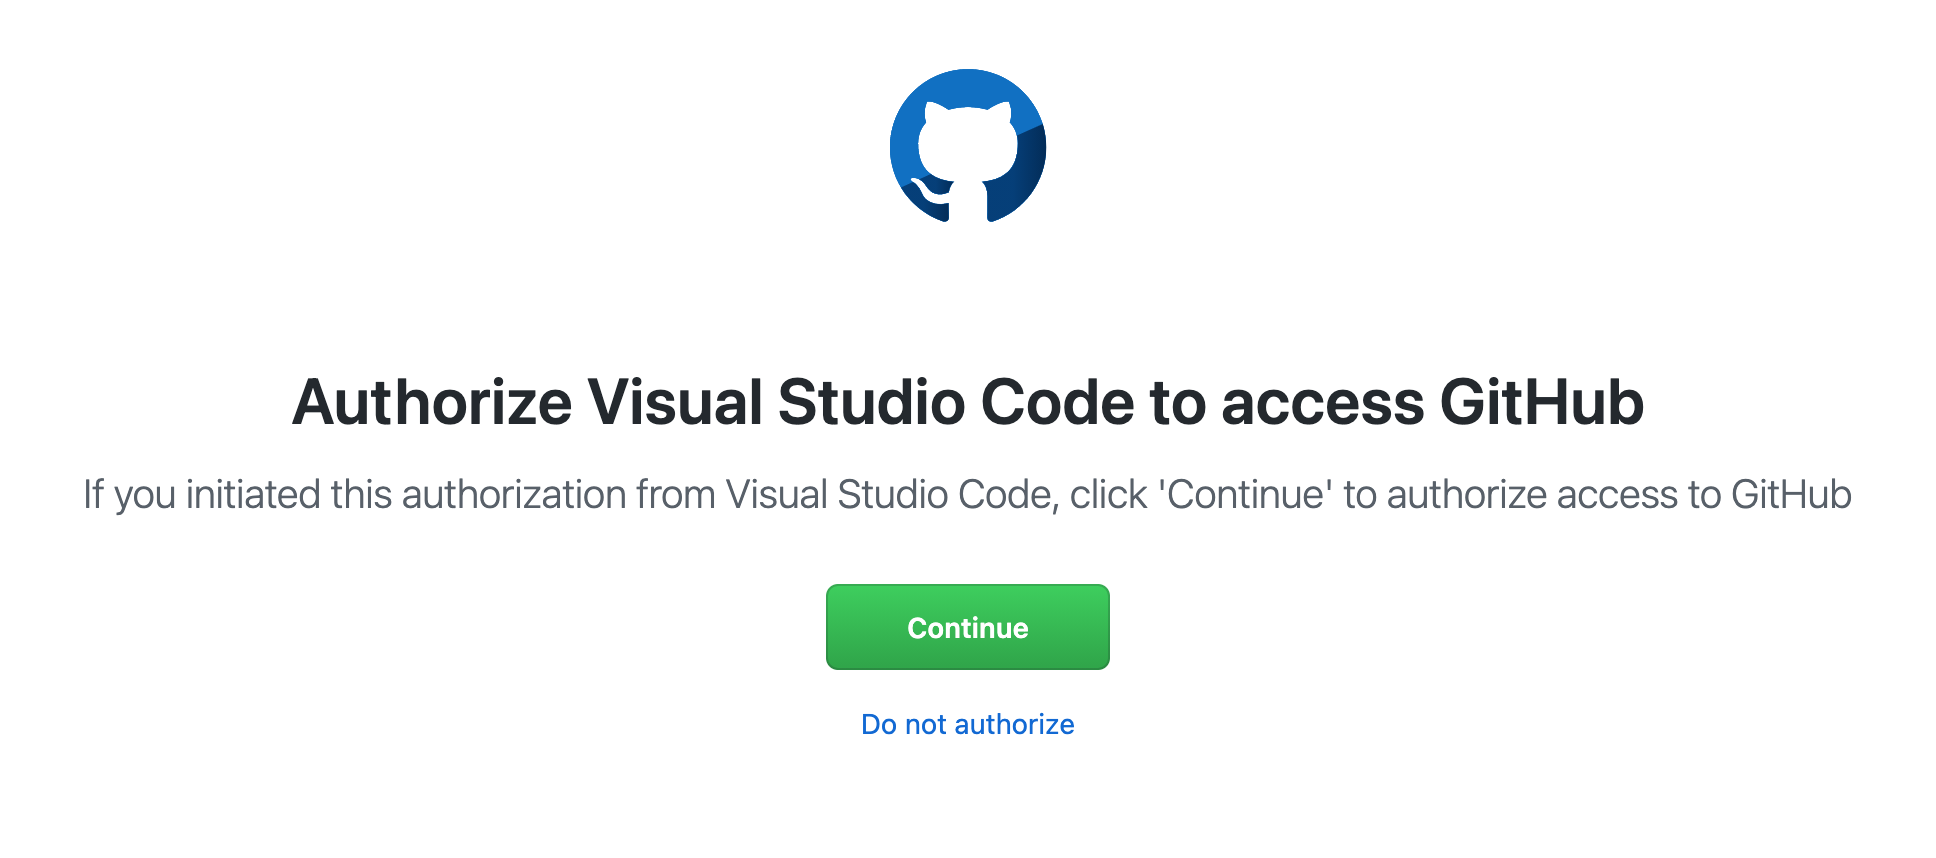 Authorize Visual Studio Code to access GitHub
If you initiated this authorization from Visual Studio Code, click 'Continue' to authorize access to GitHub
Continue
Do not authorize